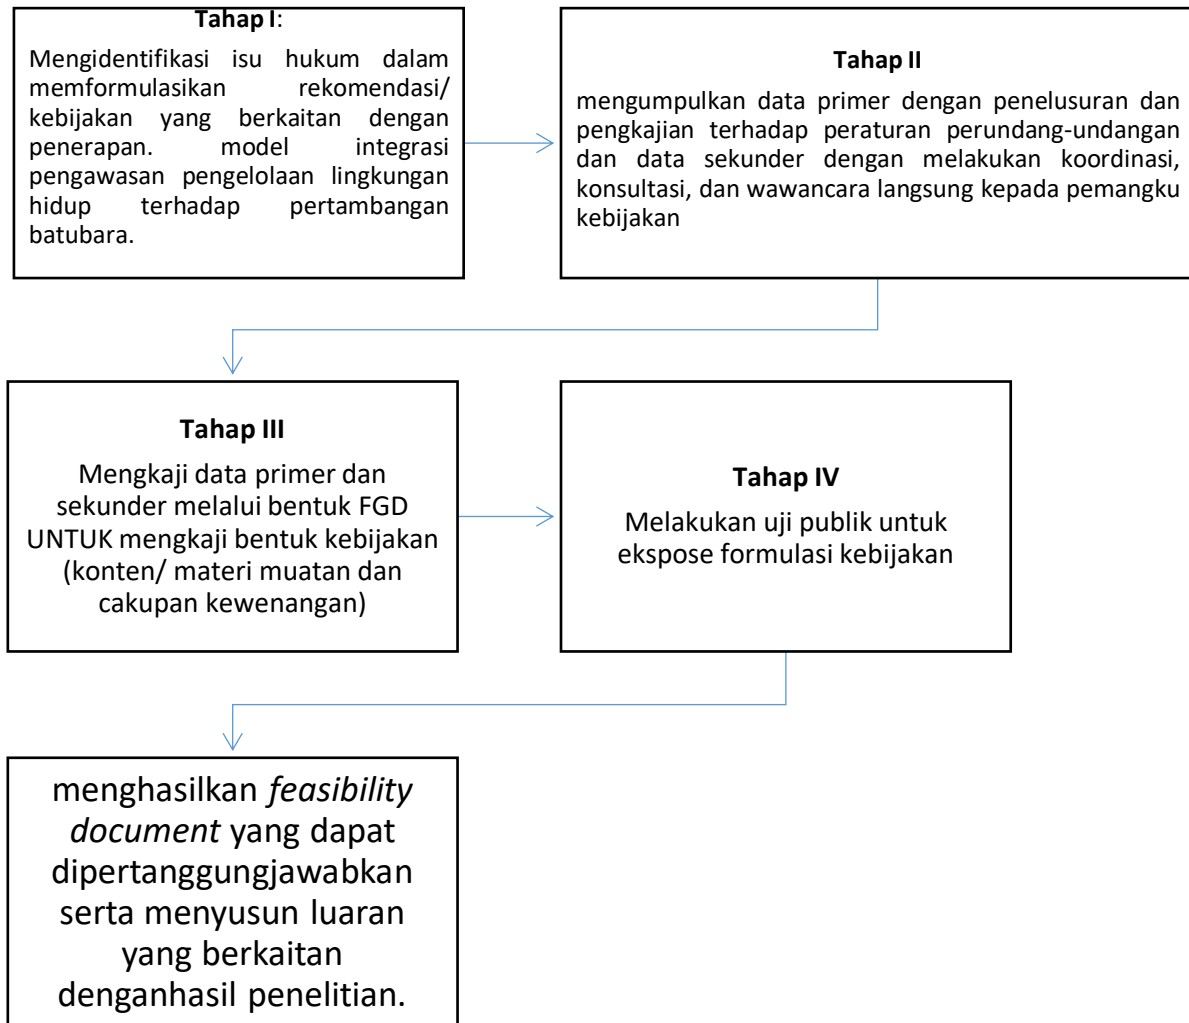 Tahap I:
Mengidentifikasi isu hukum dalam
memformulasikan rekomendasi/
kebijakan yang berkaitan dengan
penerapan. model integrasi
pengawasan pengelolaan lingkungan
hidup terhadap pertambangan
batubara.
Tahap II
mengumpulkan data primer dengan penelusuran dan
pengkajian terhadap peraturan perundang-undangan
dan data sekunder dengan melakukan koordinasi,
konsultasi, dan wawancara langsung kepada pemangku
kebijakan
Tahap III
Mengkaji data primer dan
sekunder melalui bentuk FGD
UNTUK mengkaji bentuk kebijakan
(konten/ materi muatan dan
cakupan kewenangan)
Tahap IV
Melakukan uji publik untuk
ekspose formulasi kebijakan
menghasilkan feasibility
document yang dapat
dipertanggungjawabkan
serta menyusun luaran
yang berkaitan
denganhasil penelitian.